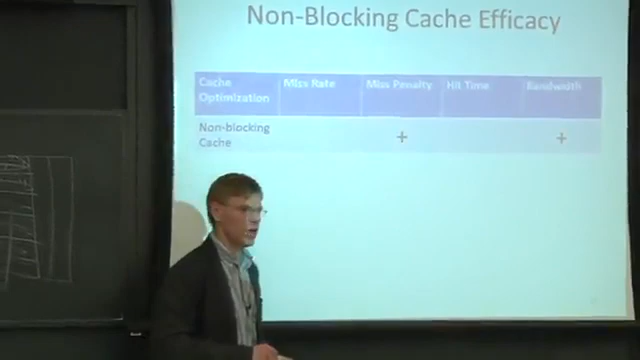 Non-Blocking Cache Efficacy
Cache Optimization Miss Rate Miss Penalty Hit Time Bandwidth
Non-blocking Cache + +